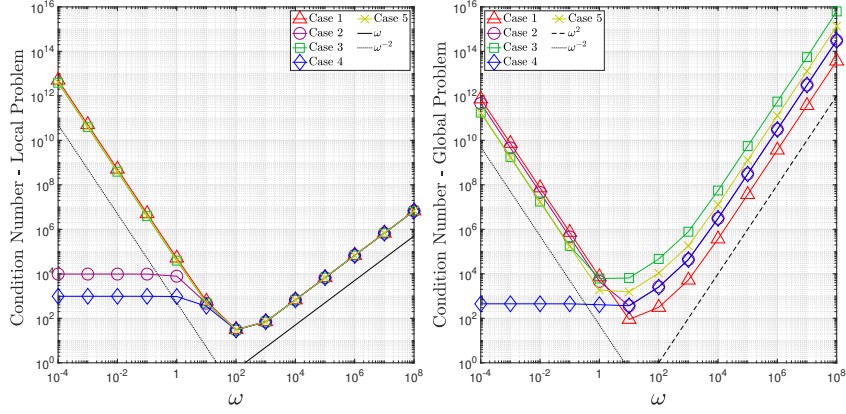 Condition Number - Local Problem
10^16
10^14
10^12
10^10
10^8
10^6
10^4
10^2
10^0
10^-4
10^-2
1
10^2
10^4
10^6
10^8
ω
Case 1
Case 2
Case 3
Case 4
Case 5
ω
ω^-2
Condition Number - Global Problem
10^16
10^14
10^12
10^10
10^8
10^6
10^4
10^2
10^0
10^-4
10^-2
1
10^2
10^4
10^6
10^8
ω
Case 1
Case 2
Case 3
Case 4
Case 5
ω^2
ω^-2